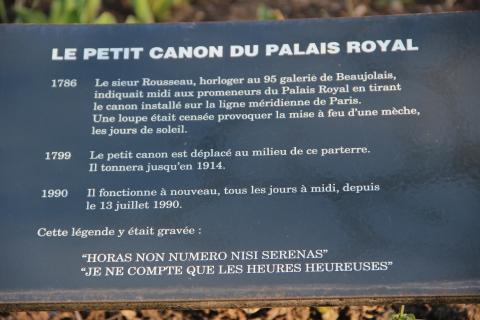 LE PETIT CANON DU PALAIS ROYAL
1786 Le sieur Rousseau, horloger au 95 galerie de Beaujolais,
indiquait midi aux promeneurs du Palais Royal en tirant
le canon installé sur la ligne méridienne de Paris.
Une loupe était censée provoquer la mise à feu d'une mèche,
les jours de soleil.
1799 Le petit canon est déplacé au milieu de ce parterre.
Il tonnera jusqu'en 1914.
1990 Il fonctionne à nouveau, tous les jours à midi, depuis
le 13 juillet 1990.
Cette légende y était gravée :
"HORAS NON NUMERO NISI SERENAS"
"JE NE COMPTE QUE LES HEURES HEUREUSES"